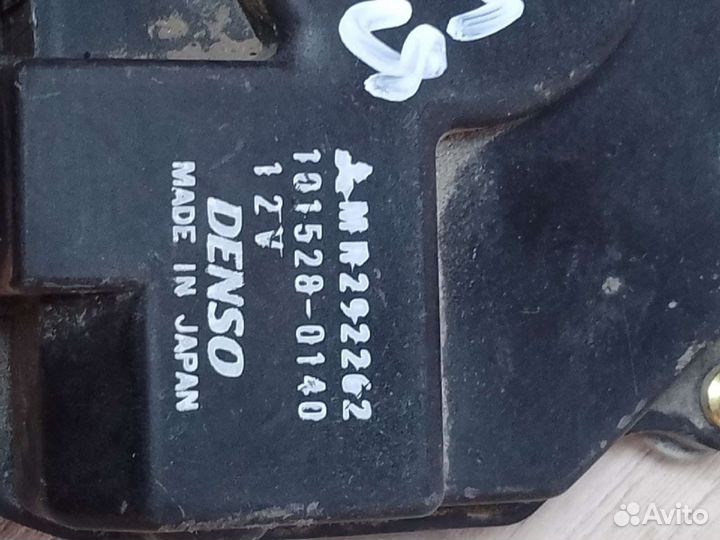 MR292262
101528-0140
12V
DENSO
MADE IN JAPAN
Avito